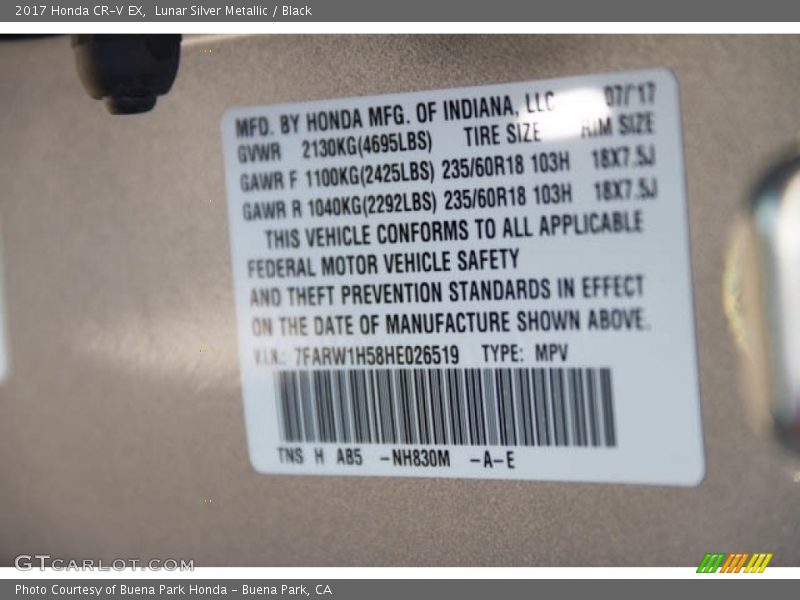 2017 Honda CR-V EX, Lunar Silver Metallic / Black
MFD. BY HONDA MFG. OF INDIANA, LLC 07/17
GVWR 2130KG(4695LBS) TIRE SIZE RIM SIZE
GAWR F 1100KG(2425LBS) 235/60R18 103H 18X7.5J
GAWR R 1040KG(2292LBS) 235/60R18 103H 18X7.5J
THIS VEHICLE CONFORMS TO ALL APPLICABLE
FEDERAL MOTOR VEHICLE SAFETY
AND THEFT PREVENTION STANDARDS IN EFFECT
ON THE DATE OF MANUFACTURE SHOWN ABOVE.
V.I.N.: 7FARW1H58HE026519 TYPE: MPV
TNS H AB5 -NH830M -A-E
GTCARLOT.COM
Photo Courtesy of Buena Park Honda - Buena Park, CA